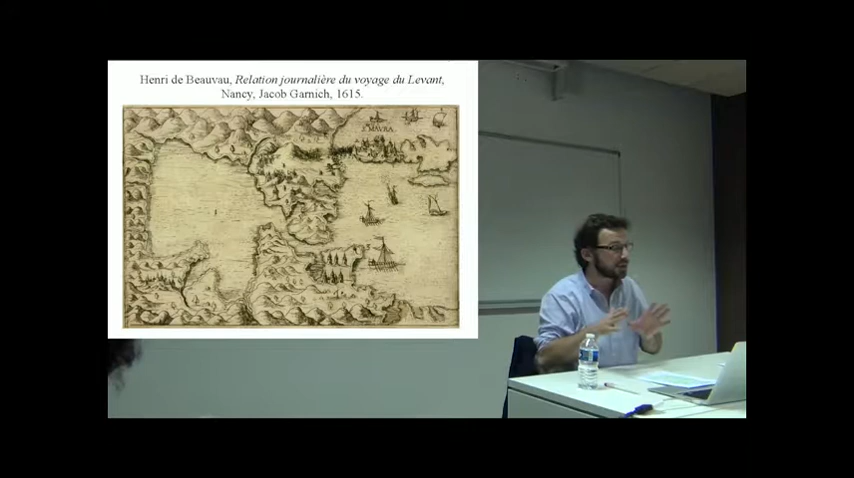 Henri de Beauvau, Relation journalière du voyage du Levant,
Nancy, Jacob Garnich, 1615.
S. MAVRA